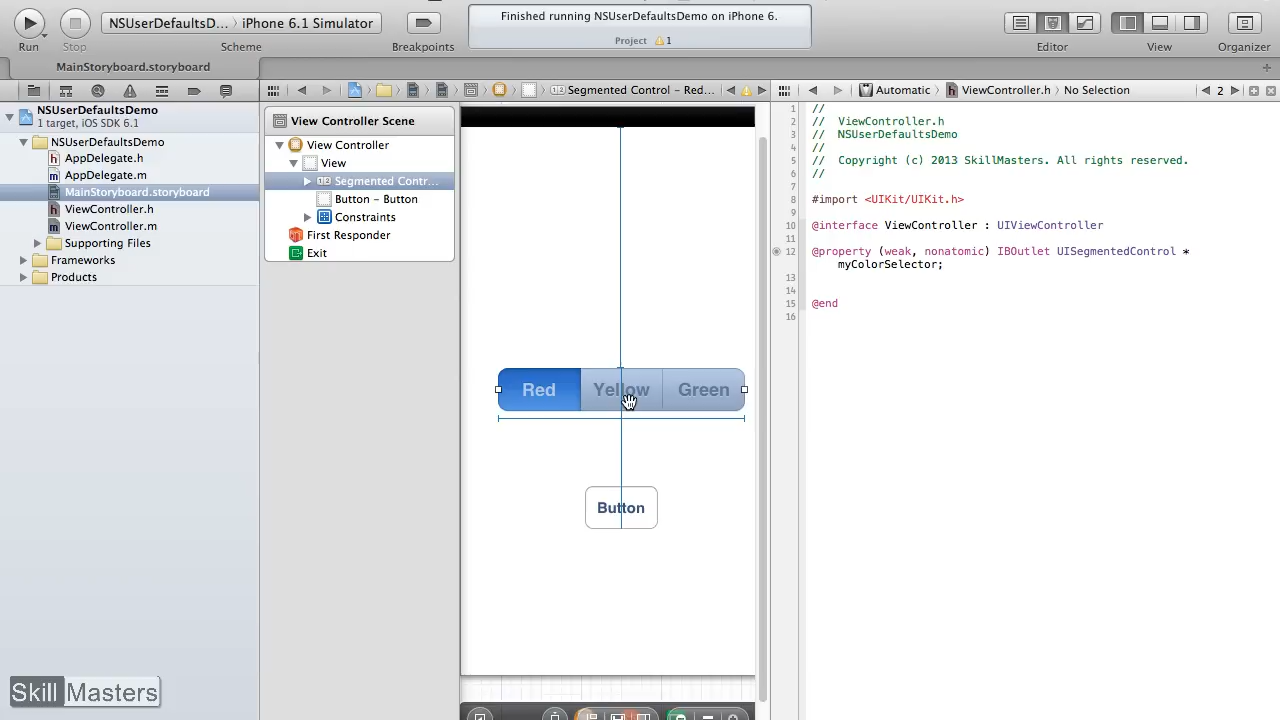 NSUserDefaultsD... iPhone 6.1 Simulator
Finished running NSUserDefaultsDemo on iPhone 6.
Project 1
Run Stop Scheme Breakpoints Editor View Organizer
MainStoryboard.storyboard
Segmented Control – Red... Automatic ViewController.h No Selection 2
NSUserDefaultsDemo
1 target, iOS SDK 6.1
NSUserDefaultsDemo
AppDelegate.h
AppDelegate.m
MainStoryboard.storyboard
ViewController.h
ViewController.m
Supporting Files
Frameworks
Products
View Controller Scene
View Controller
View
1 2 Segmented Contr...
Button – Button
Constraints
First Responder
Exit
Red Yellow Green
Button
1 //
2 // ViewController.h
3 // NSUserDefaultsDemo
4 //
5 // Copyright (c) 2013 SkillMasters. All rights reserved.
6 //
7
8 #import <UIKit/UIKit.h>
9
10 @interface ViewController : UIViewController
11
12 @property (weak, nonatomic) IBOutlet UISegmentedControl *
myColorSelector;
13
14
15 @end
16
Skill Masters